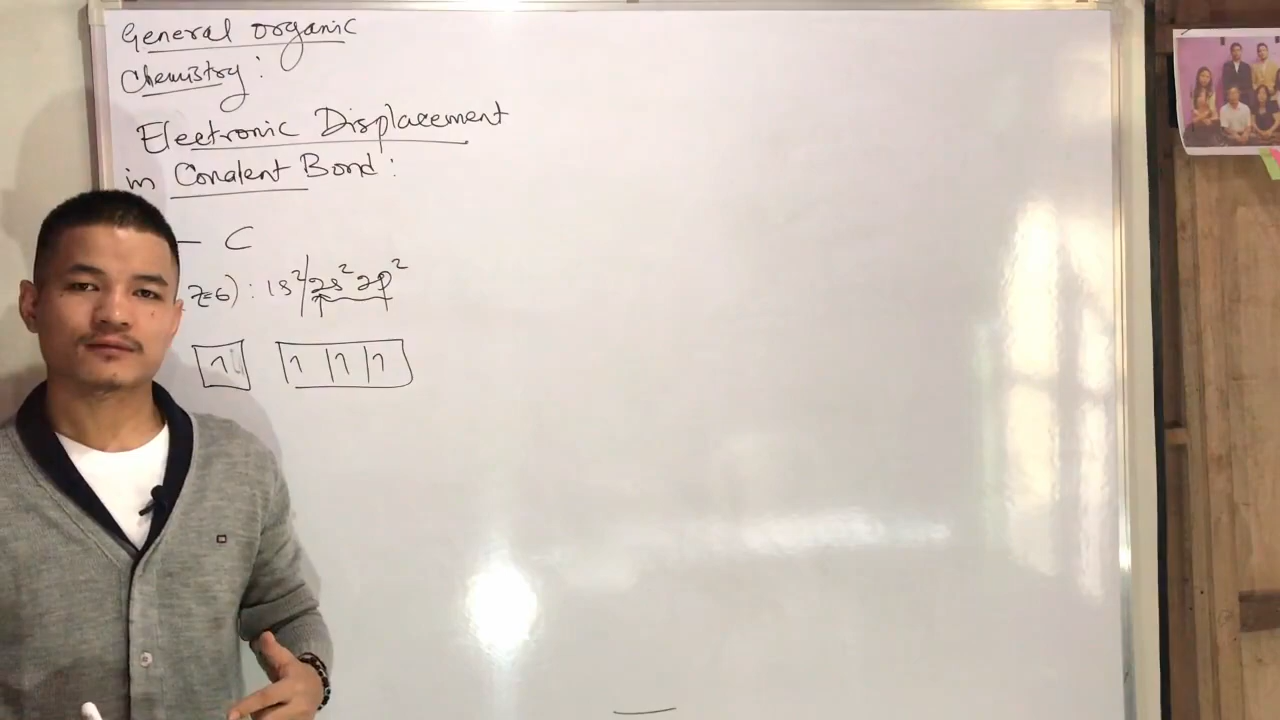 General organic
Chemistry:
Electronic Displacement
in Covalent Bond:
— C
Z=6) : 1s²/2s² 2p²
↿⇂ ↿ | ↿ | ↿